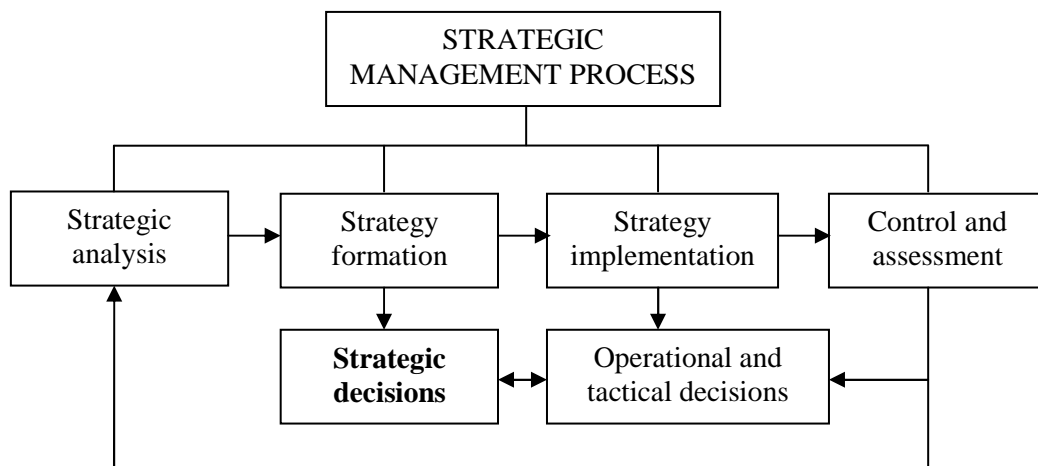 STRATEGIC
MANAGEMENT PROCESS
Strategic
analysis
Strategy
formation
Strategy
implementation
Control and
assessment
Strategic
decisions
Operational and
tactical decisions